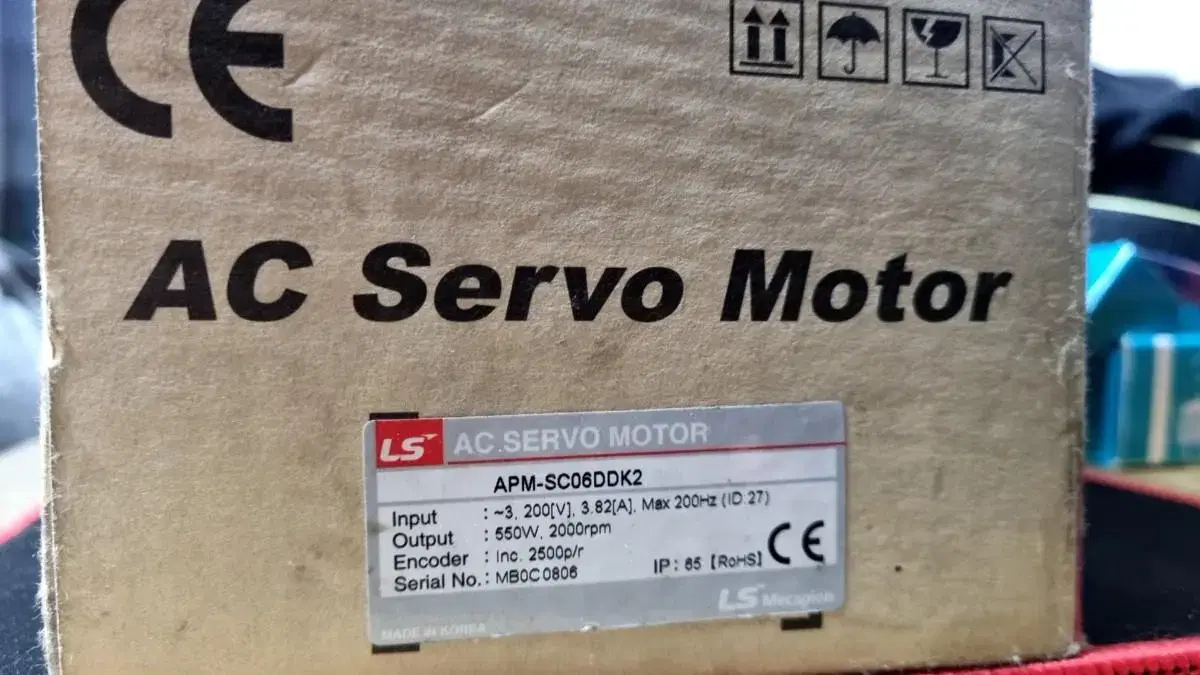 CE
AC Servo Motor
LS AC SERVO MOTOR
APM-SC06DDK2
Input : ~3, 200[V], 3.82[A], Max 200Hz (ID:27)
Output : 550W, 2000rpm
Encoder : Inc. 2500p/r
Serial No. : MB0C0806
IP : 65 [RoHS] CE
LS Mecapion
MADE IN KOREA